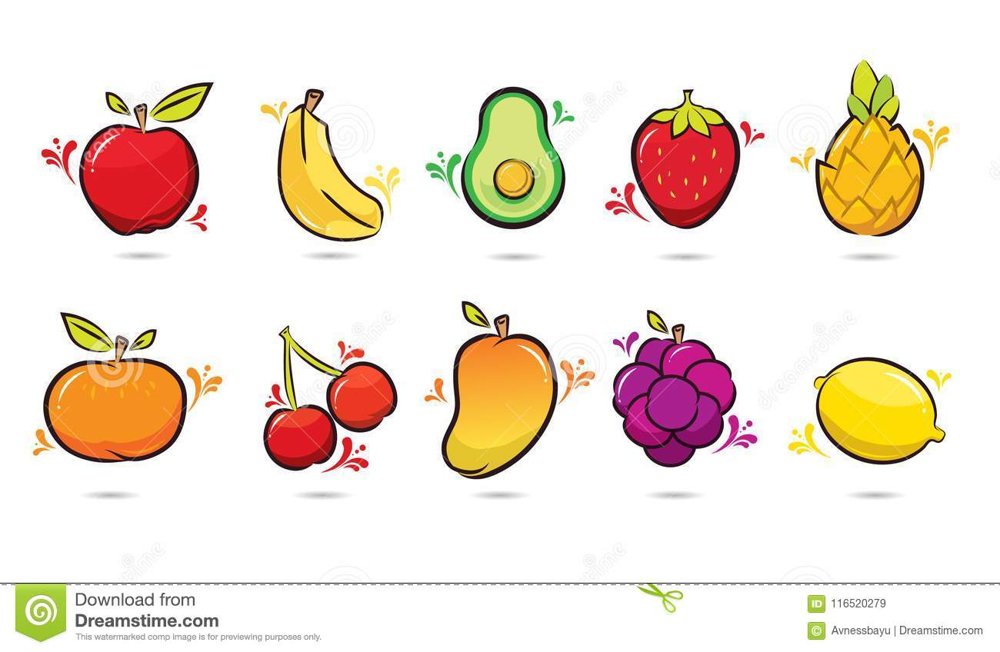 Download from
Dreamstime.com
This watermarked comp image is for previewing purposes only.
ID 116520279
© Avnessbayu | Dreamstime.com